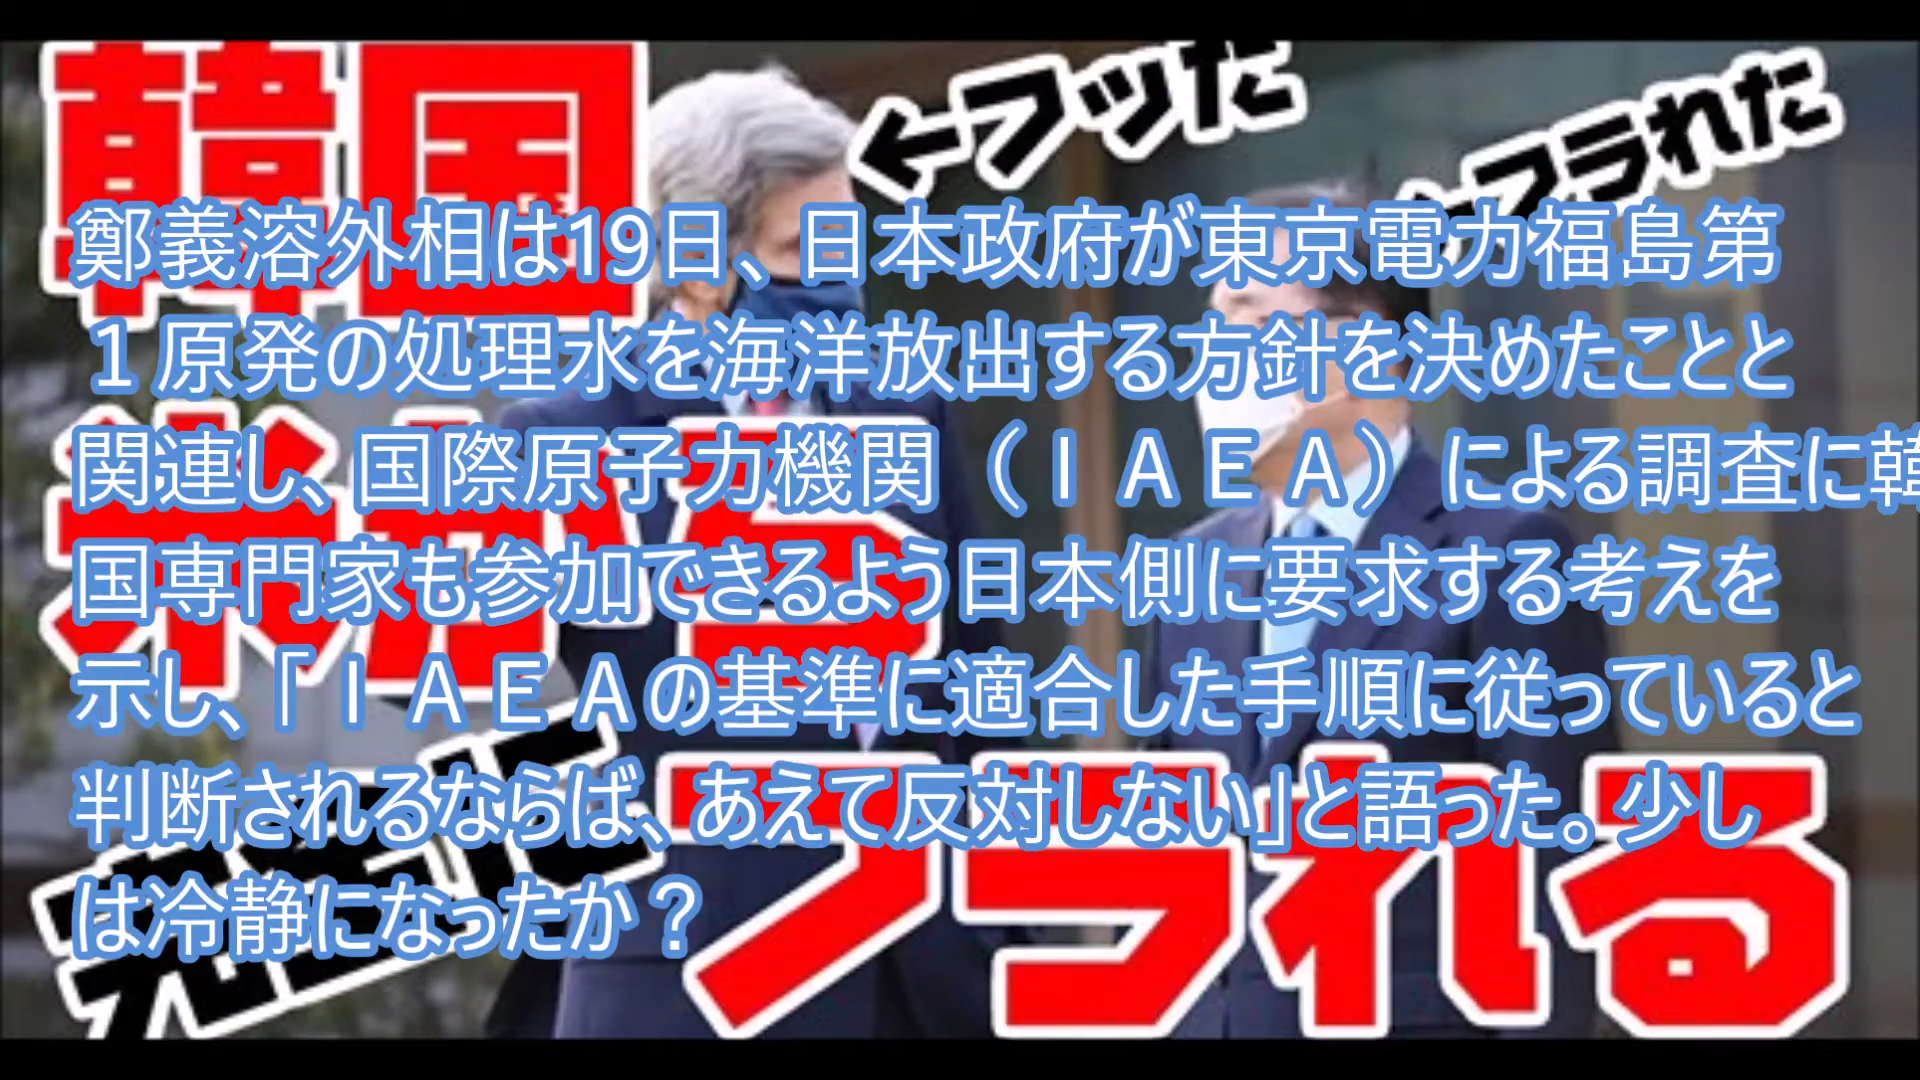 韓国
←フッた
フラれた
鄭義溶外相は19日、日本政府が東京電力福島第
１原発の処理水を海洋放出する方針を決めたことと
関連し、国際原子力機関（ＩＡＥＡ）による調査に韓
国専門家も参加できるよう日本側に要求する考えを
示し、「ＩＡＥＡの基準に適合した手順に従っていると
判断されるならば、あえて反対しない」と語った。少し
は冷静になったか？
米から
完全に
フラれる